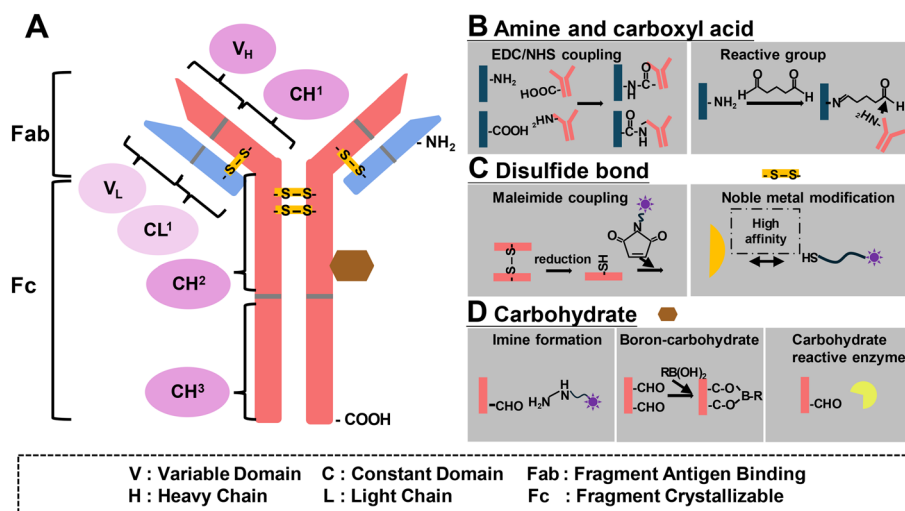 A
V_H
CH¹
Fab
-S-S-
-S-S-
-NH₂
V_L
-S-S-
-S-S-
CL¹
CH²
Fc
CH³
-COOH
B Amine and carboxyl acid
EDC/NHS coupling
-NH₂
HOOC-
H O
-N-C-
-COOH
H₂N-
O H
-C-N-
Reactive group
O O
H H
-NH₂
-N
O
H
H₂N-
C Disulfide bond
-S-S-
Maleimide coupling
-S-S-
reduction
-SH
O N O
Noble metal modification
High
affinity
HS
D Carbohydrate
Imine formation
-CHO
H₂N
H
N
Boron-carbohydrate
RB(OH)₂
-CHO
-CHO
-C-O
-C-O
B-R
Carbohydrate
reactive enzyme
-CHO
V : Variable Domain C : Constant Domain Fab : Fragment Antigen Binding
H : Heavy Chain L : Light Chain Fc : Fragment Crystallizable